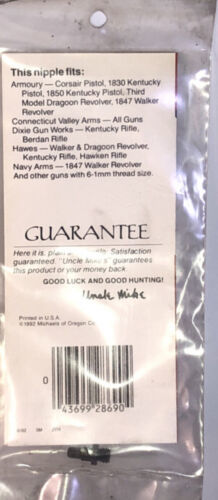 This nipple fits:
Armoury — Corsair Pistol, 1830 Kentucky
Pistol, 1850 Kentucky Pistol, Third
Model Dragoon Revolver, 1847 Walker
Revolver
Connecticut Valley Arms — All Guns
Dixie Gun Works — Kentucky Rifle,
Berdan Rifle
Hawes — Walker & Dragoon Revolver,
Kentucky Rifle, Hawken Rifle
Navy Arms — 1847 Walker Revolver
And other guns with 6-1mm thread size.
GUARANTEE
Here it is. Satisfaction
guaranteed. "Uncle Mike's" guarantees
this product or your money back.
GOOD LUCK AND GOOD HUNTING!
Uncle Mike
Printed in U.S.A.
©1992 Michaels of Oregon Co
0 43699 28690